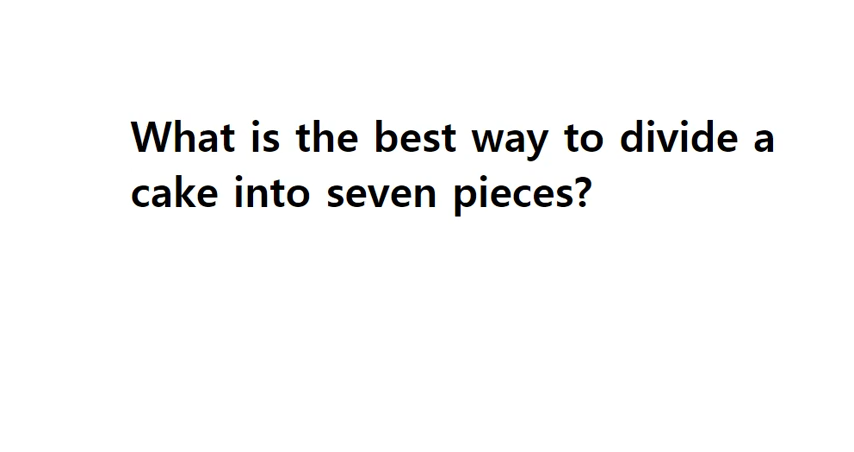 What is the best way to divide a
cake into seven pieces?